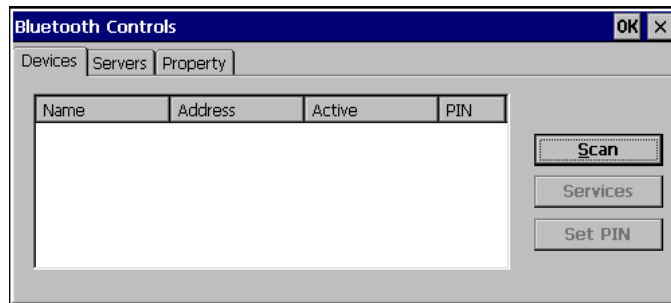 Bluetooth Controls OK ×
Devices Servers Property
Name Address Active PIN
Scan
Services
Set PIN